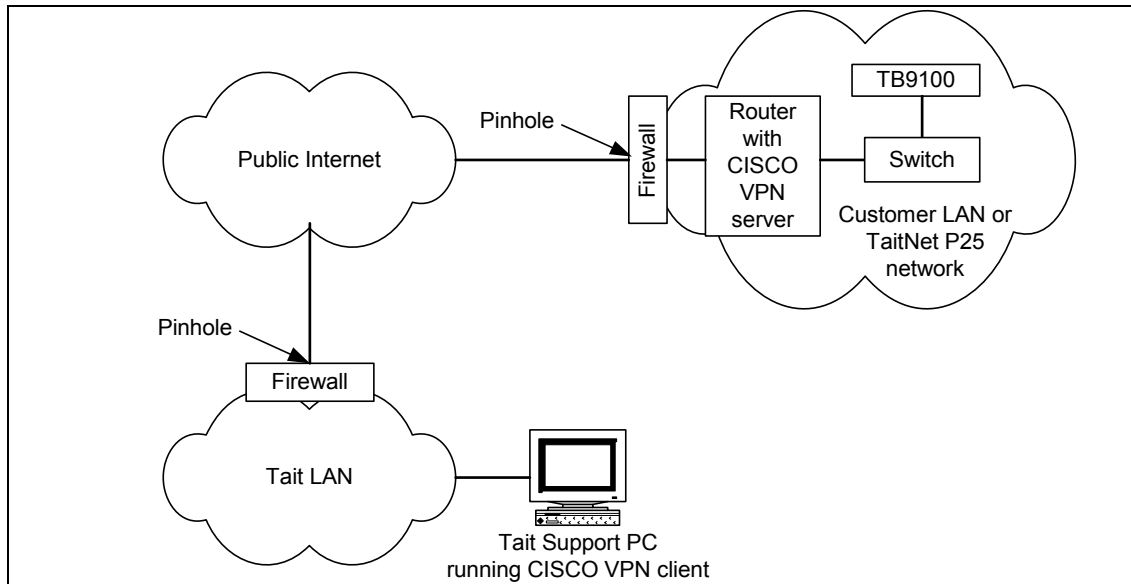 TB9100
Pinhole
Firewall
Router
with
CISCO
VPN
server
Switch
Public Internet
Customer LAN or
TaitNet P25
network
Pinhole
Firewall
Tait LAN
Tait Support PC
running CISCO VPN client